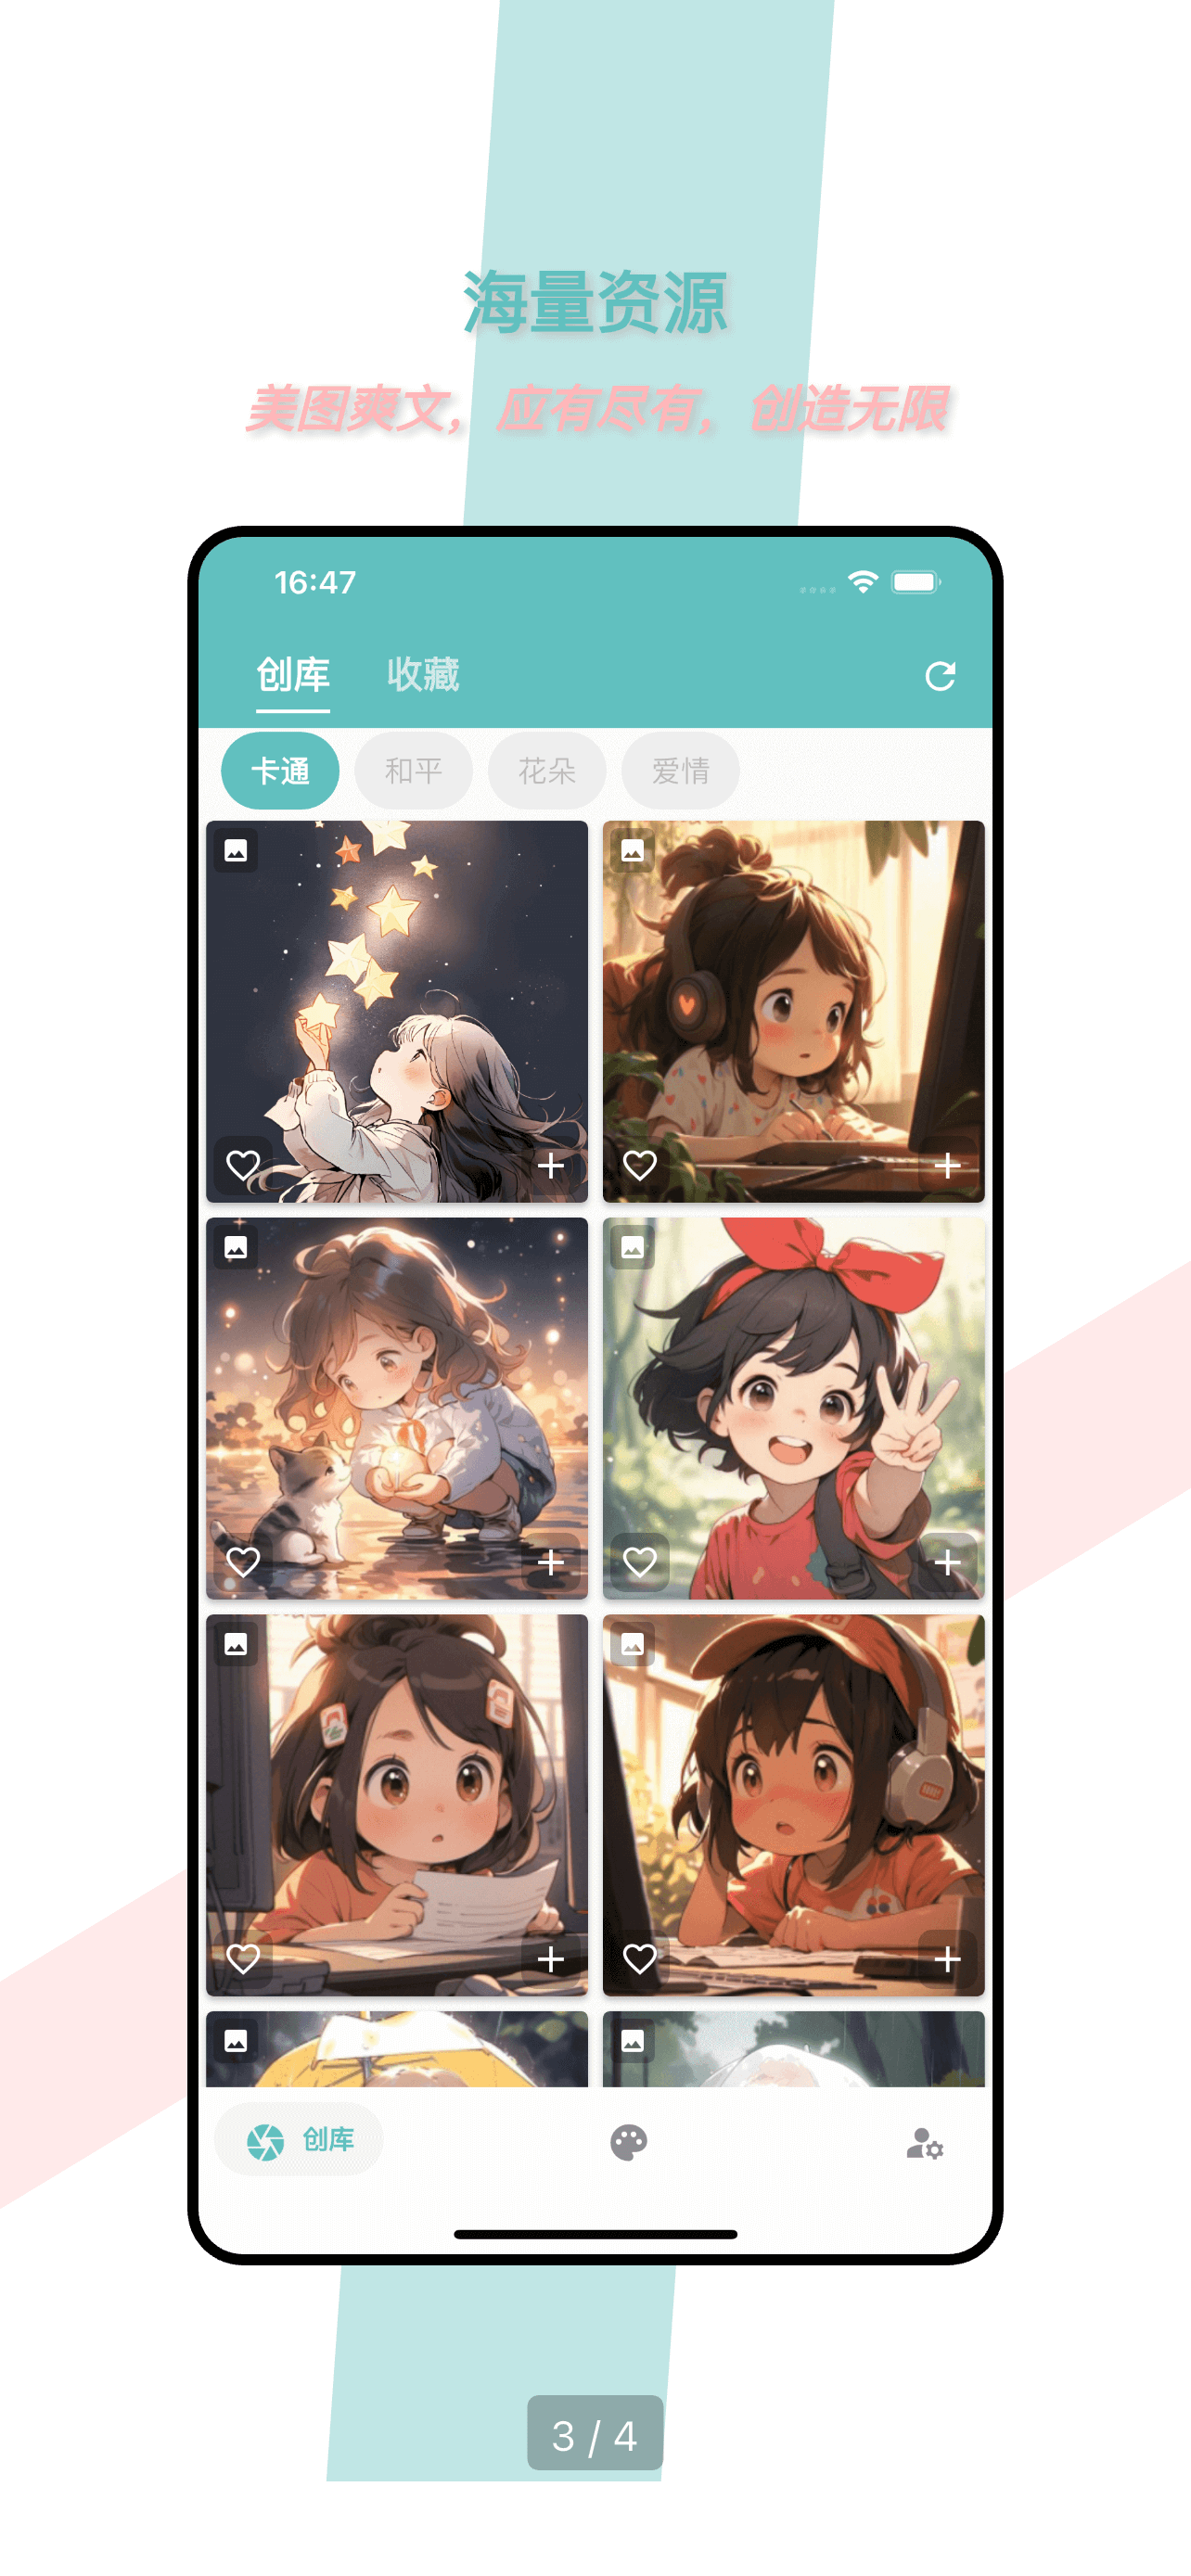 海量资源
美图爽文，应有尽有，创造无限
16:47
创库 收藏
卡通 和平 花朵 爱情
创库
3 / 4